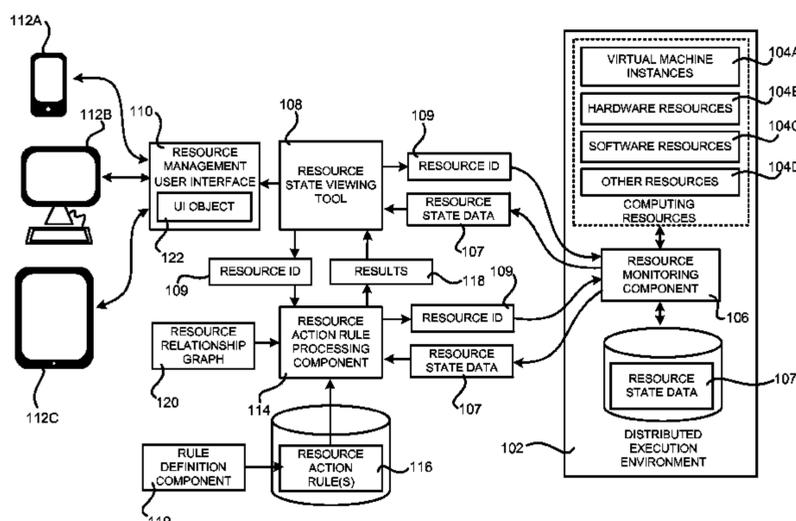 112A
112B
112C
110
RESOURCE
MANAGEMENT
USER INTERFACE
UI OBJECT
122
108
RESOURCE
STATE VIEWING
TOOL
109
RESOURCE ID
RESOURCE
STATE DATA
107
109
RESOURCE ID
RESULTS
118
RESOURCE
RELATIONSHIP
GRAPH
120
RESOURCE
ACTION RULE
PROCESSING
COMPONENT
114
109
RESOURCE ID
RESOURCE
STATE DATA
107
RULE
DEFINITION
COMPONENT
RESOURCE
ACTION
RULE(S)
116
VIRTUAL MACHINE
INSTANCES
104A
HARDWARE RESOURCES
104B
SOFTWARE RESOURCES
104C
OTHER RESOURCES
104D
COMPUTING
RESOURCES
RESOURCE
MONITORING
COMPONENT
106
RESOURCE
STATE DATA
107
102
DISTRIBUTED
EXECUTION
ENVIRONMENT